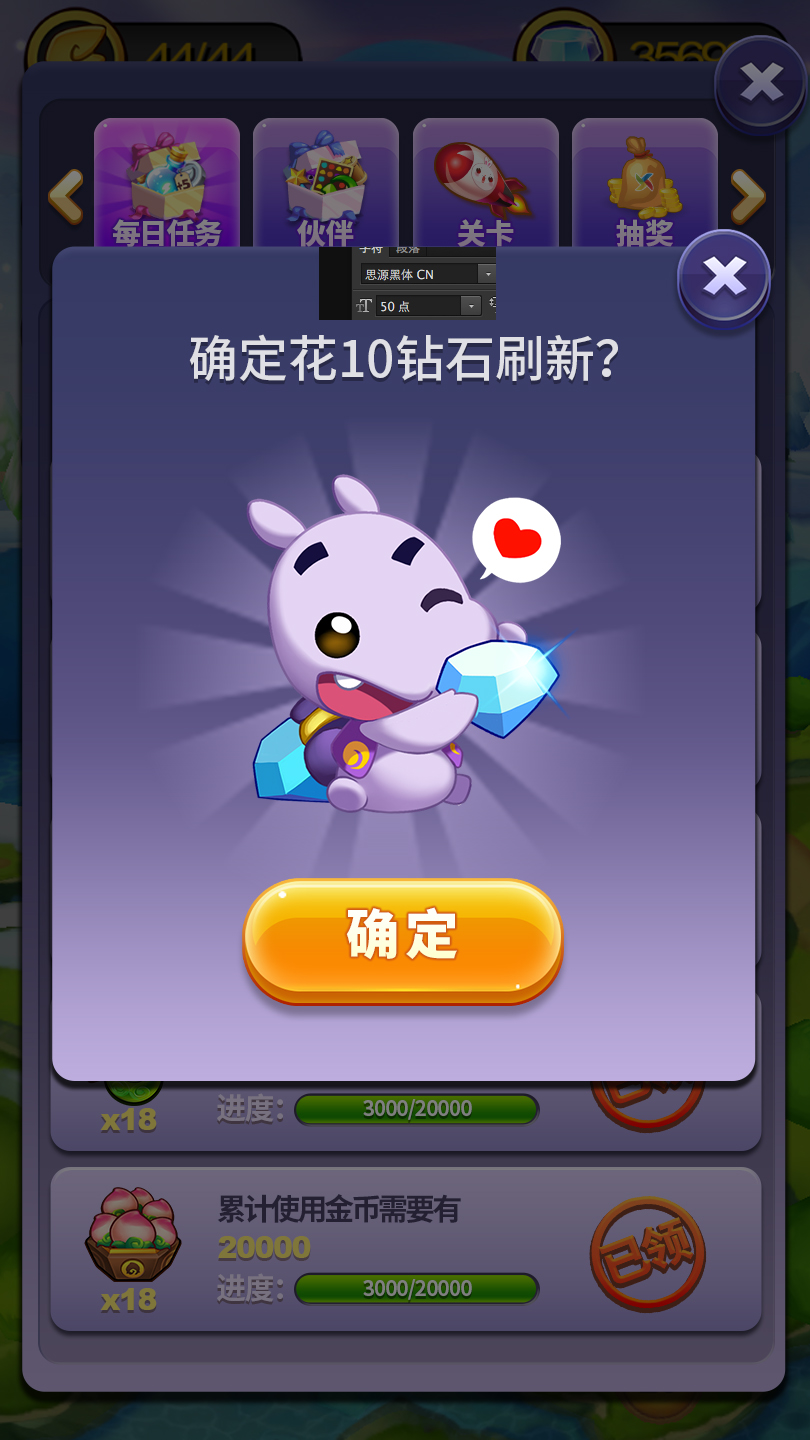 44/44
3569
每日任务
+5
伙伴
关卡
抽奖
字符 段落
思源黑体 CN
50 点
确定花10钻石刷新？
确定
x18
进度：
3000/20000
已领
累计使用金币需要有
20000
进度：
3000/20000
x18
已领